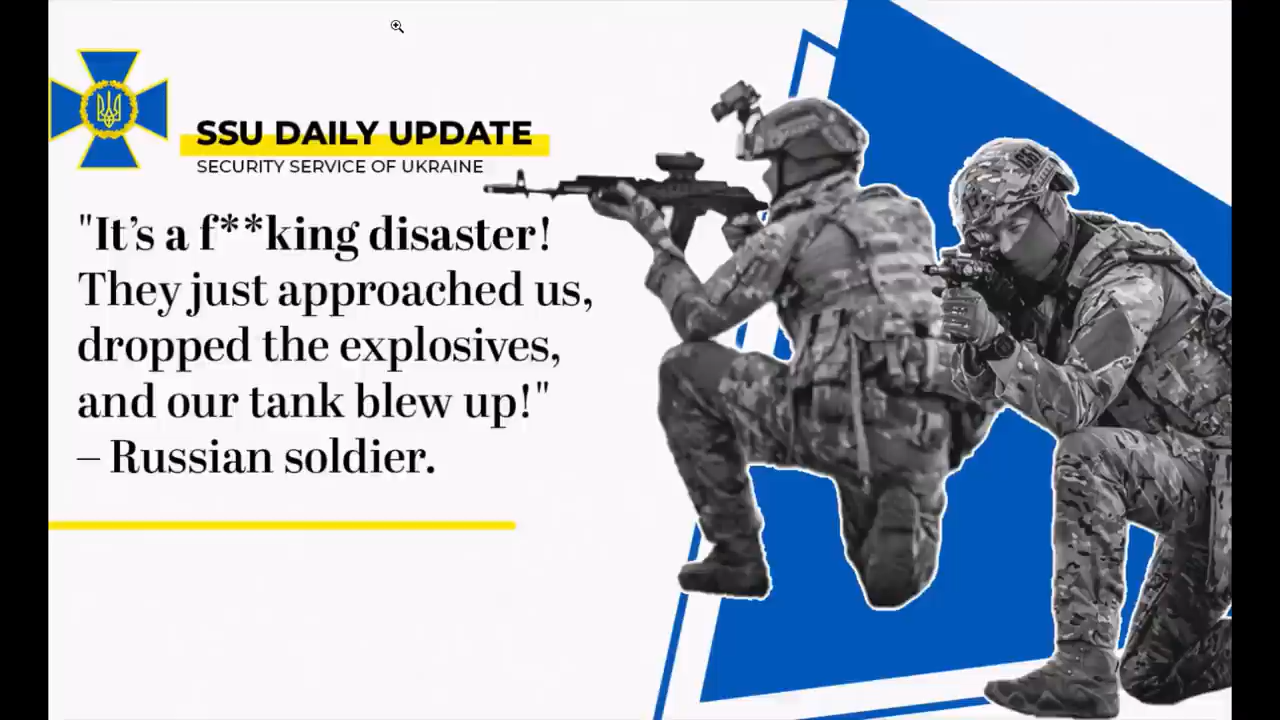 SSU DAILY UPDATE
SECURITY SERVICE OF UKRAINE
"It’s a f**king disaster!
They just approached us,
dropped the explosives,
and our tank blew up!"
– Russian soldier.